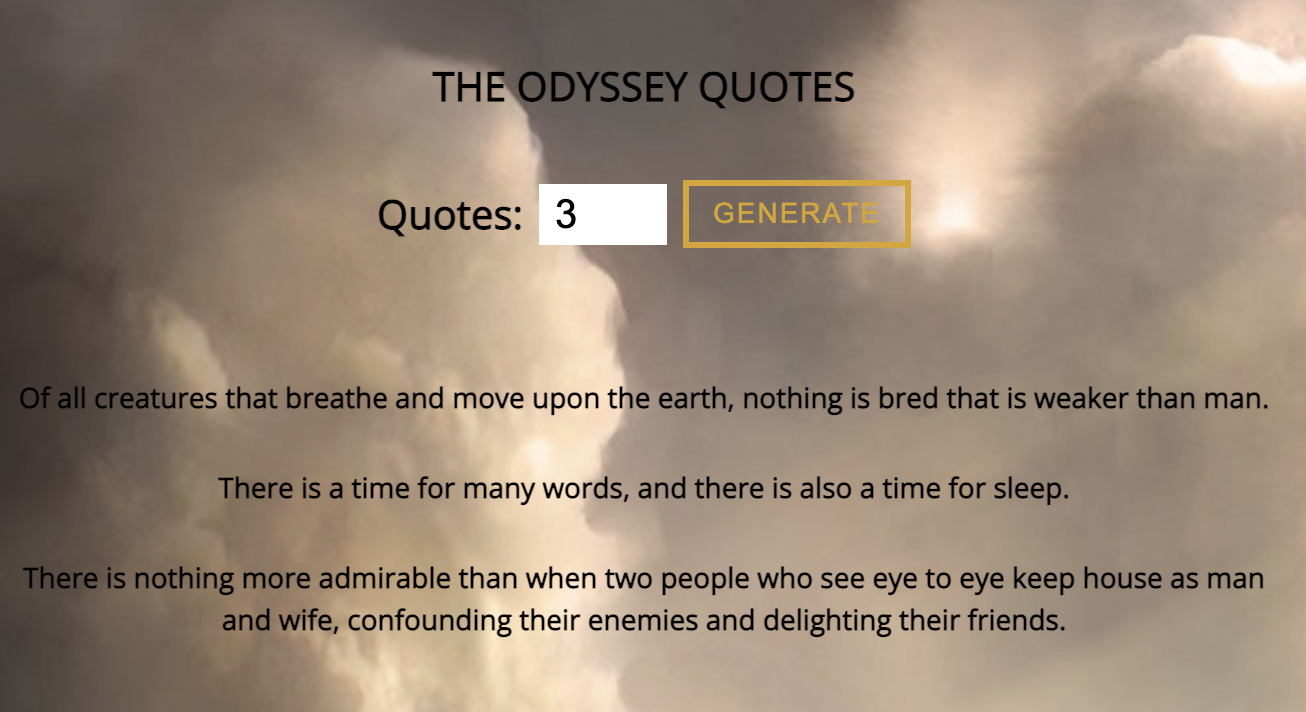 THE ODYSSEY QUOTES
Quotes: 3 GENERATE
Of all creatures that breathe and move upon the earth, nothing is bred that is weaker than man.
There is a time for many words, and there is also a time for sleep.
There is nothing more admirable than when two people who see eye to eye keep house as man
and wife, confounding their enemies and delighting their friends.